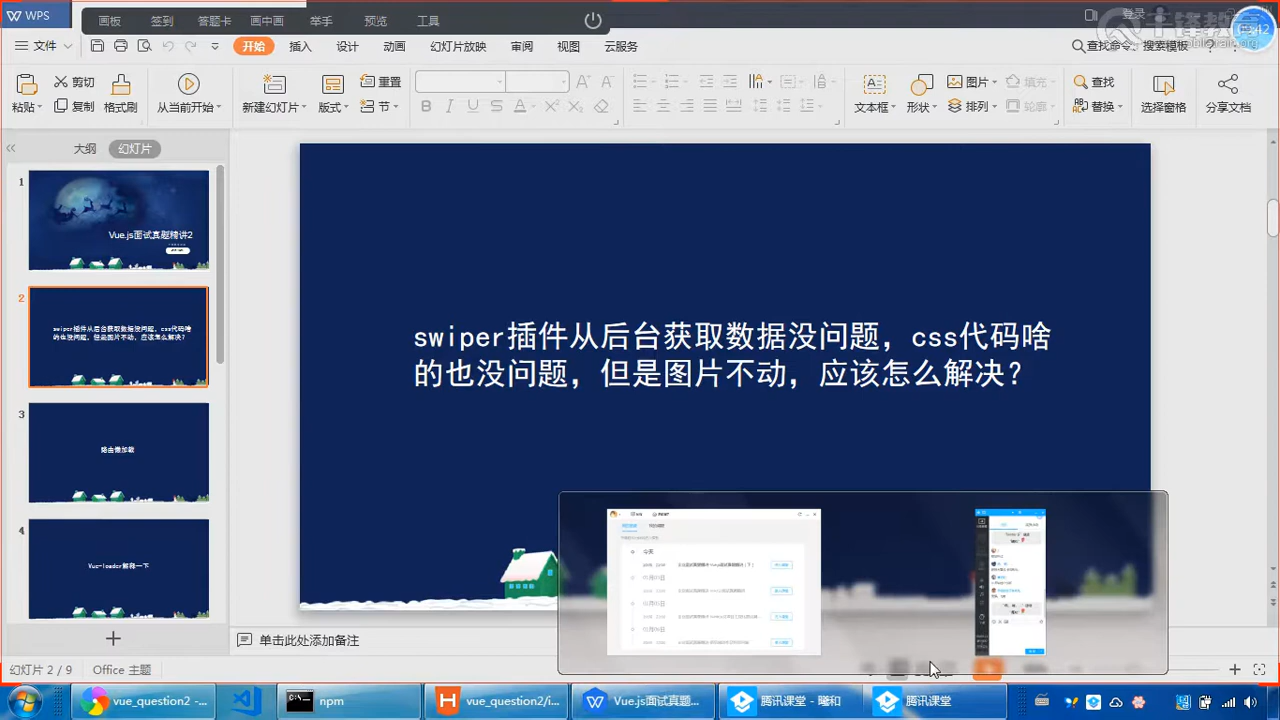 WPS
画板 签到 答题卡 画中画 举手 预览 工具
登录
:42
文件 开始 插入 设计 动画 幻灯片放映 审阅 视图 云服务 查找命令、搜索模板
剪切
粘贴 复制 格式刷 从当前开始 新建幻灯片 版式 重置 节
B I U S A
文本框 形状 图片 填充 排列 轮廓 查找 替换 选择窗格 分享文档
大纲 幻灯片
1
Vue.js面试真题精讲2
2
swiper插件从后台获取数据没问题，css代码啥
的也没问题，但是图片不动，应该怎么解决？
3
路由懒加载
4
Vue-loader解释一下
swiper插件从后台获取数据没问题，css代码啥
的也没问题，但是图片不动，应该怎么解决？
今天
单击此处添加备注
幻灯片 2 / 9 Office 主题
vue_question2 -... npm vue_question2/i... Vue.js面试真题... 腾讯课堂 - 曦和 腾讯课堂